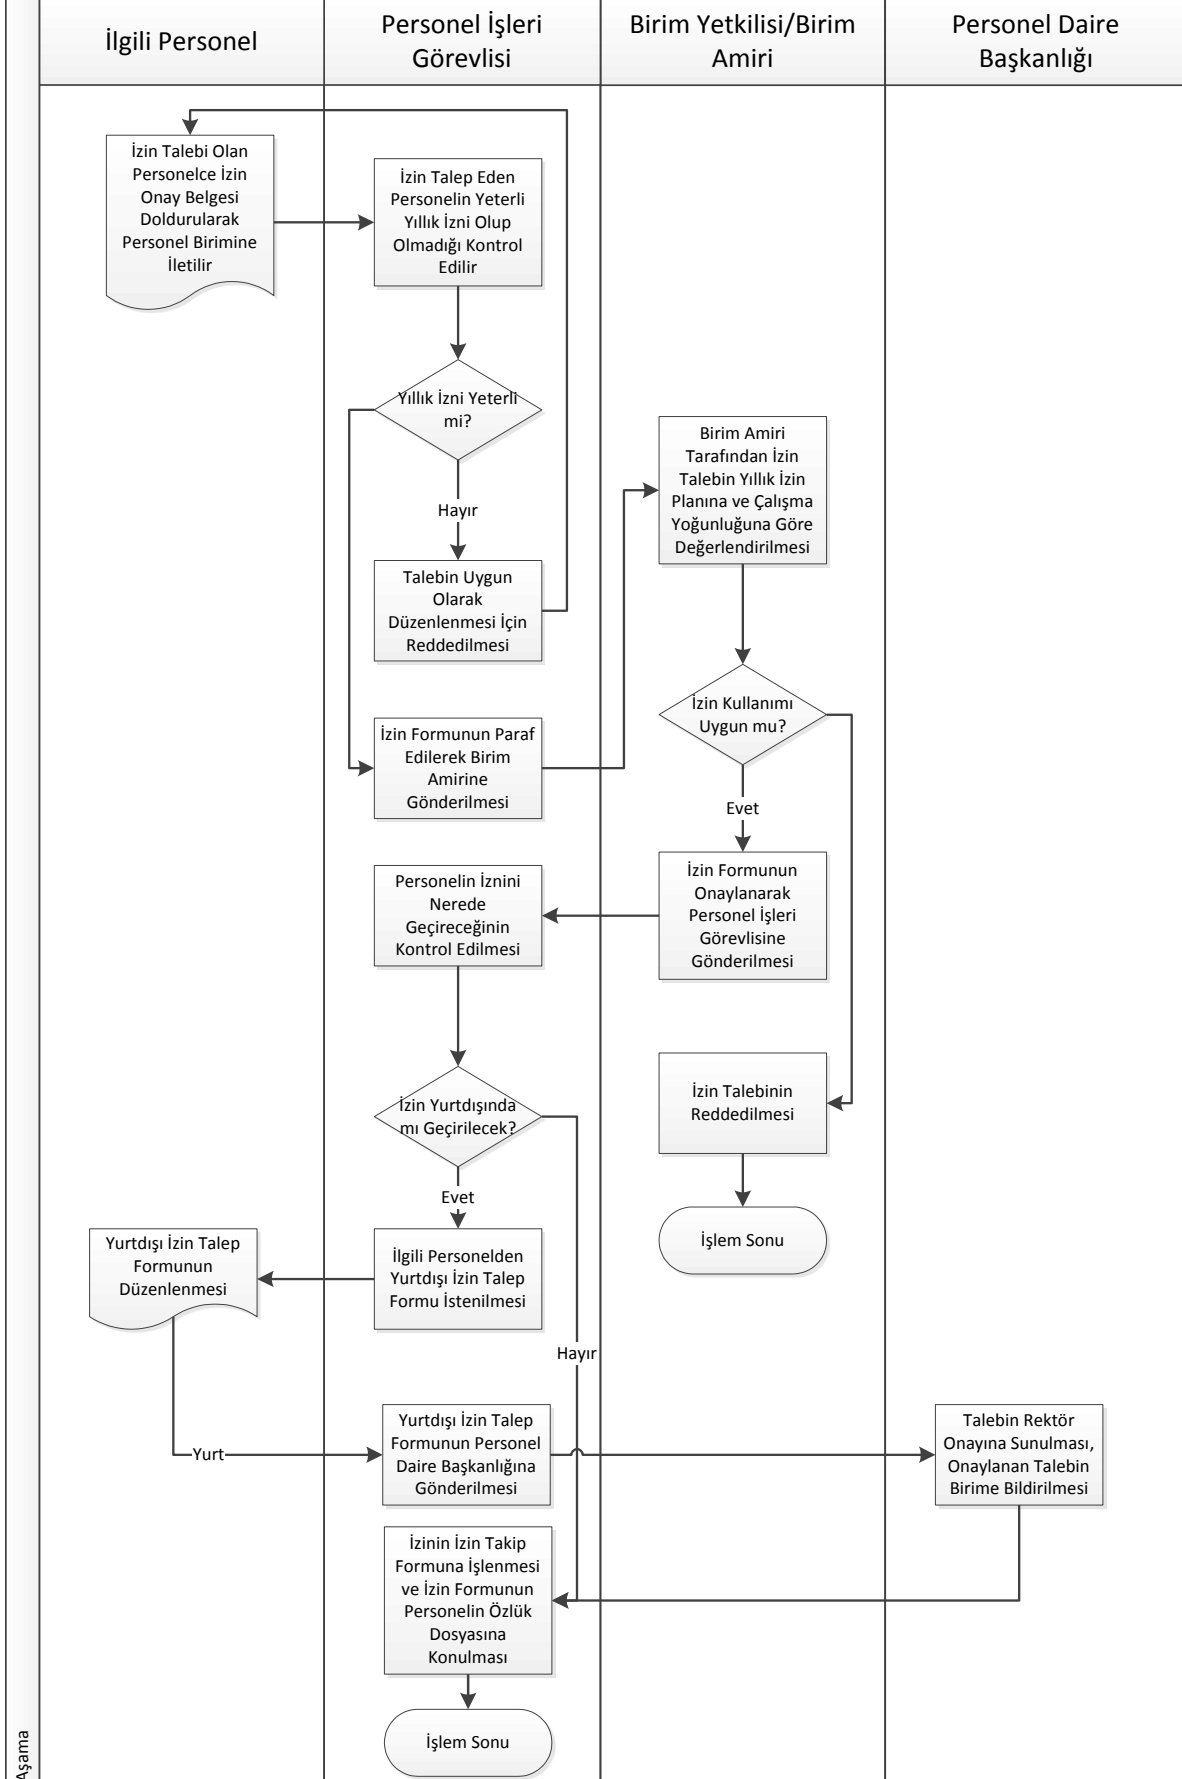 İlgili Personel
Personel İşleri
Görevlisi
Birim Yetkilisi/Birim
Amiri
Personel Daire
Başkanlığı
İzin Talebi Olan
Personelce İzin
Onay Belgesi
Doldurularak
Personel Birimine
İletilir
İzin Talep Eden
Personelin Yeterli
Yıllık İzni Olup
Olmadığı Kontrol
Edilir
Yıllık İzni Yeterli
mi?
Hayır
Talebin Uygun
Olarak
Düzenlenmesi İçin
Reddedilmesi
İzin Formunun Paraf
Edilerek Birim
Amirine
Gönderilmesi
Birim Amiri
Tarafından İzin
Talebin Yıllık İzin
Planına ve Çalışma
Yoğunluğuna Göre
Değerlendirilmesi
İzin Kullanımı
Uygun mu?
Evet
İzin Formunun
Onaylanarak
Personel İşleri
Görevlisine
Gönderilmesi
Personelin İznini
Nerede
Geçireceğinin
Kontrol Edilmesi
İzin Talebinin
Reddedilmesi
İşlem Sonu
İzin Yurtdışında
mı Geçirilecek?
Evet
İlgili Personelden
Yurtdışı İzin Talep
Formu İstenilmesi
Yurtdışı İzin Talep
Formunun
Düzenlenmesi
Hayır
Yurt
Yurtdışı İzin Talep
Formunun Personel
Daire Başkanlığına
Gönderilmesi
Talebin Rektör
Onayına Sunulması,
Onaylanan Talebin
Birime Bildirilmesi
İzinin İzin Takip
Formuna İşlenmesi
ve İzin Formunun
Personelin Özlük
Dosyasına
Konulması
İşlem Sonu
Aşama